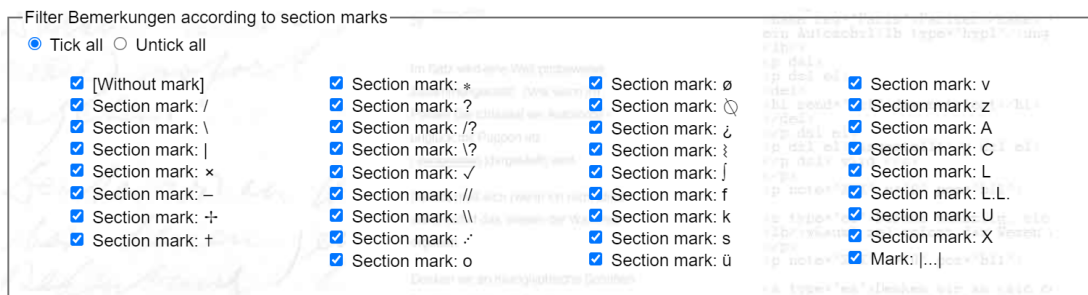 Filter Bemerkungen according to section marks
Tick all Untick all
[Without mark]
Section mark: /
Section mark: \
Section mark: |
Section mark: ×
Section mark: –
Section mark: ⊹
Section mark: †
Section mark: ∗
Section mark: ?
Section mark: /?
Section mark: \?
Section mark: ✓
Section mark: //
Section mark: \\
Section mark: ⋰
Section mark: o
Section mark: ø
Section mark: ⍉
Section mark: ¿
Section mark: ⌇
Section mark: ∫
Section mark: f
Section mark: k
Section mark: s
Section mark: ü
Section mark: v
Section mark: z
Section mark: A
Section mark: C
Section mark: L
Section mark: L.L.
Section mark: U
Section mark: X
Mark: |...|